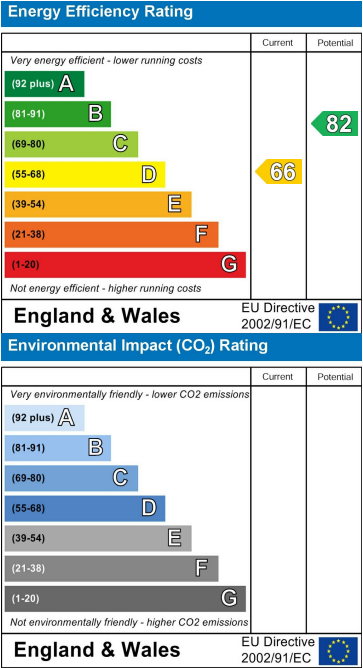 Energy Efficiency Rating
Current Potential
Very energy efficient - lower running costs
(92 plus) A
(81-91) B
82
(69-80) C
(55-68) D
66
(39-54) E
(21-38) F
(1-20) G
Not energy efficient - higher running costs
England & Wales
EU Directive
2002/91/EC
Environmental Impact (CO₂) Rating
Current Potential
Very environmentally friendly - lower CO2 emissions
(92 plus) A
(81-91) B
(69-80) C
(55-68) D
(39-54) E
(21-38) F
(1-20) G
Not environmentally friendly - higher CO2 emissions
England & Wales
EU Directive
2002/91/EC